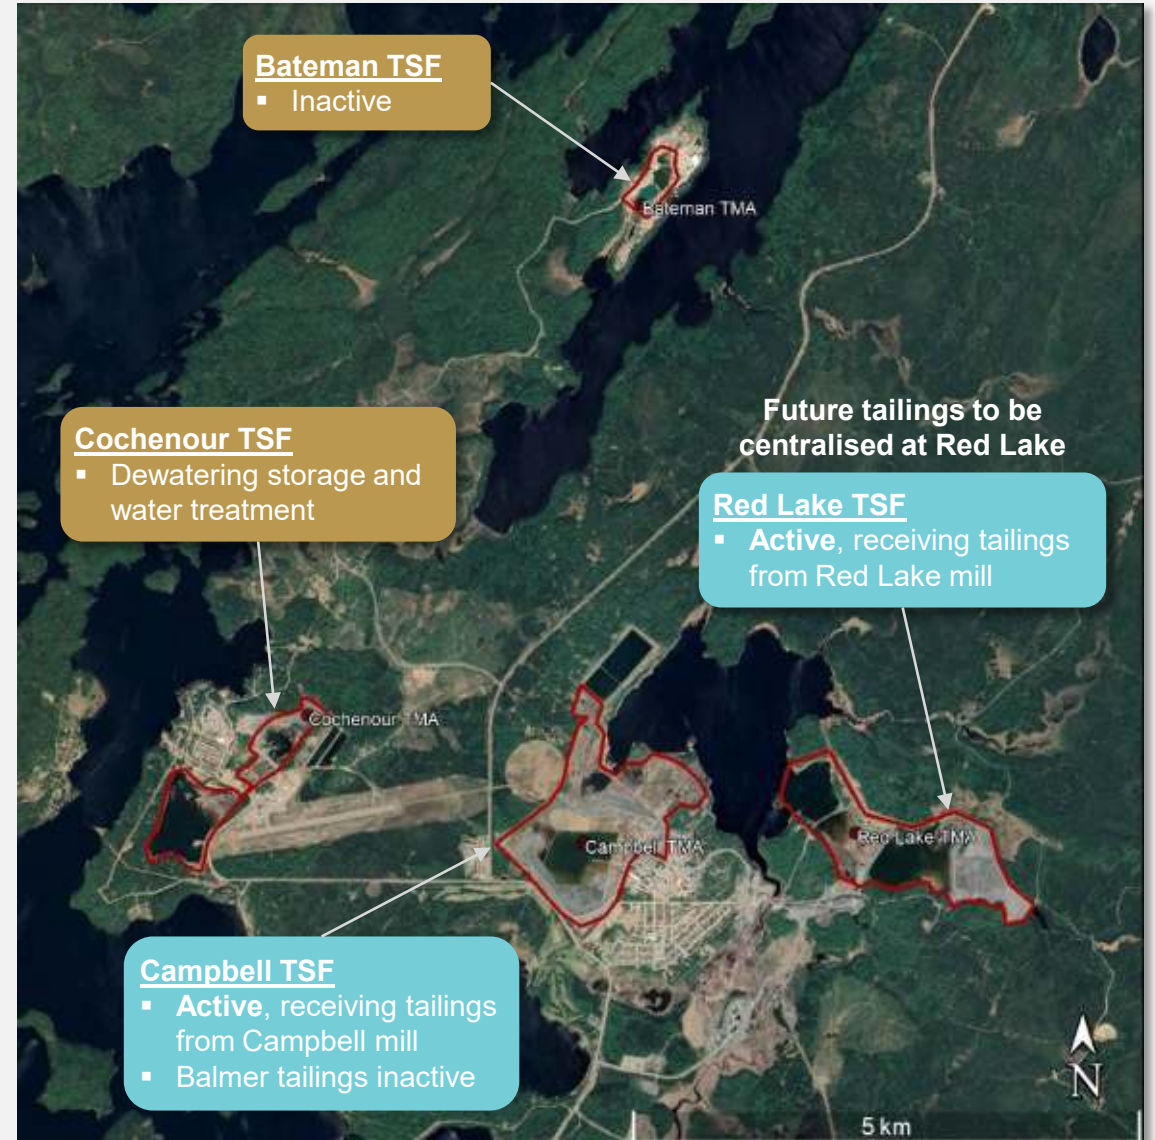 Bateman TSF
▪ Inactive
Bateman TMA
Future tailings to be
centralised at Red Lake
Cochenour TSF
▪ Dewatering storage and
water treatment
Red Lake TSF
▪ Active, receiving tailings
from Red Lake mill
Cochenour TMA
Campbell TMA
Red Lake TMA
Campbell TSF
▪ Active, receiving tailings
from Campbell mill
▪ Balmer tailings inactive
N
5 km